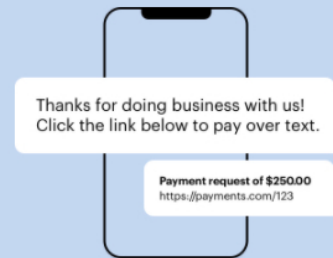 Thanks for doing business with us!
Click the link below to pay over text.
Payment request of $250.00
https://payments.com/123